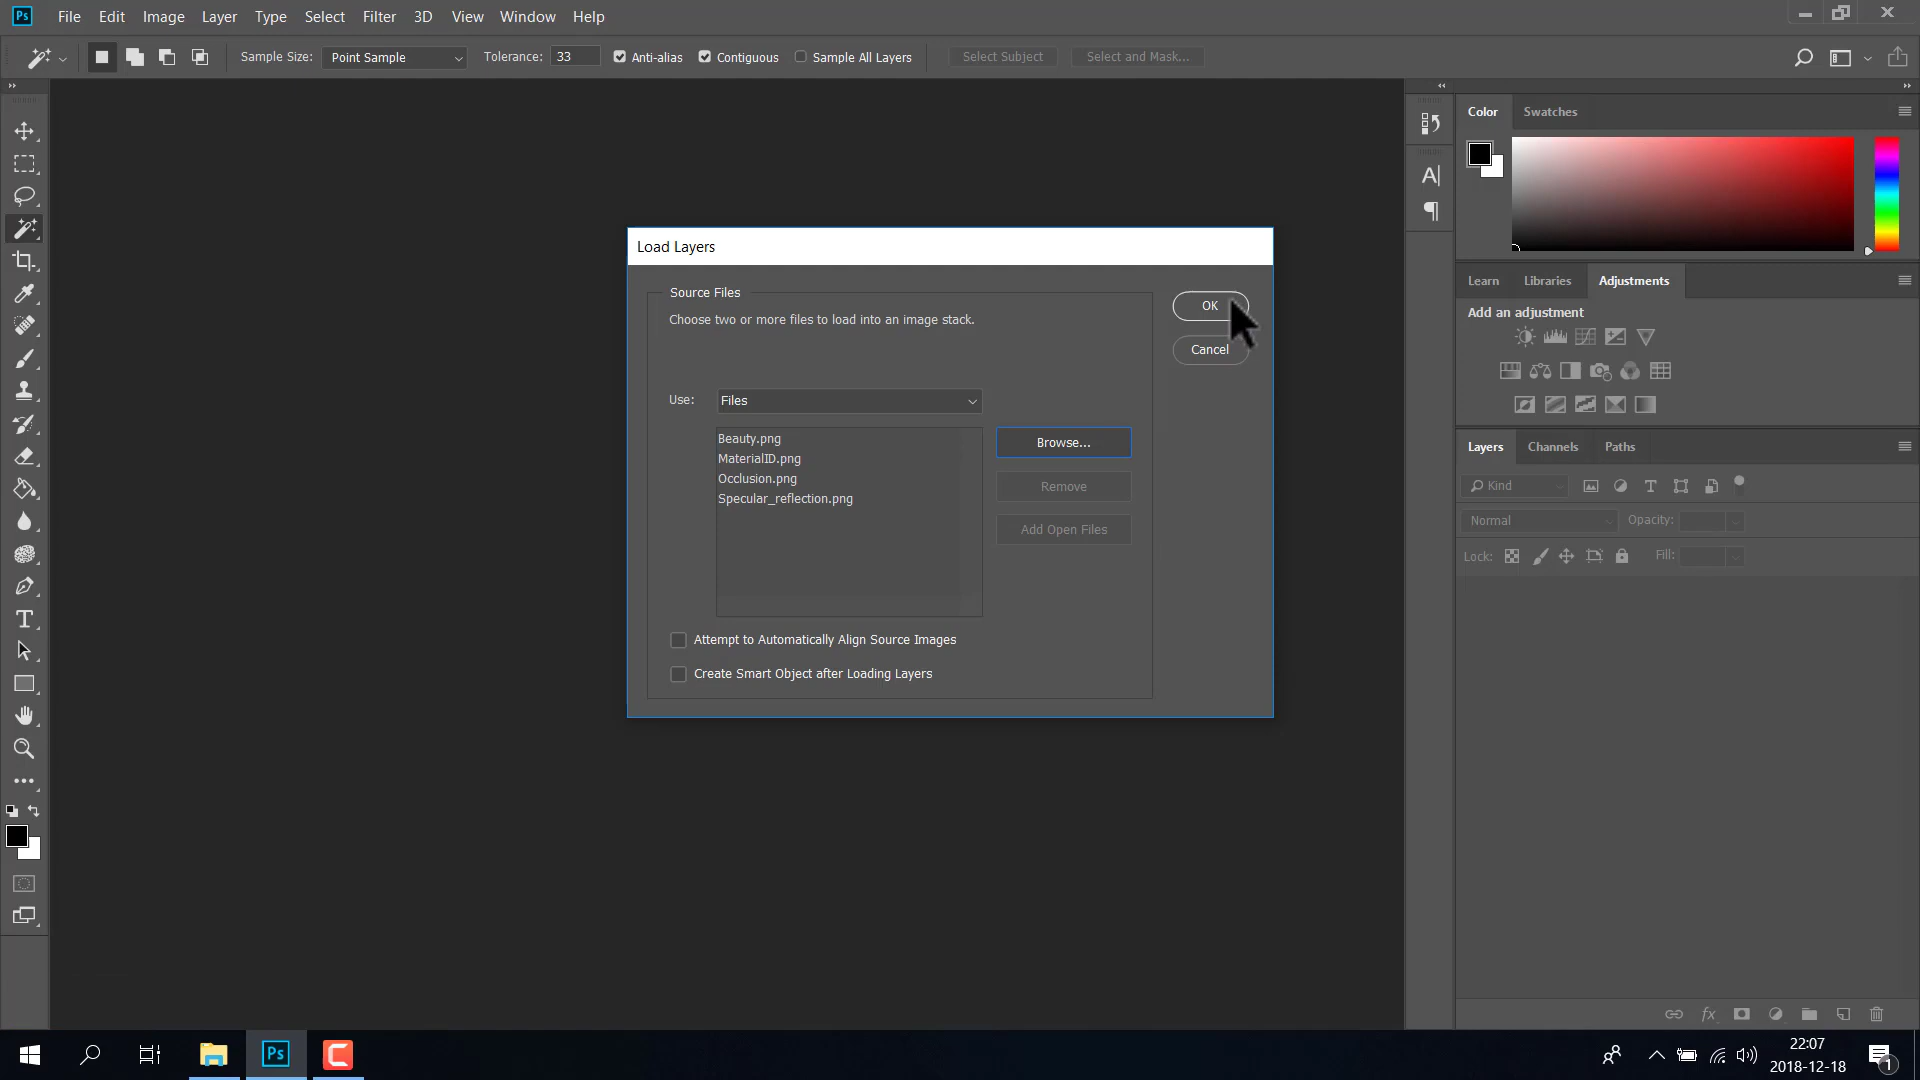 Ps File Edit Image Layer Type Select Filter 3D View Window Help
Sample Size: Point Sample Tolerance: 33 Anti-alias Contiguous Sample All Layers Select Subject Select and Mask...
Color Swatches
Learn Libraries Adjustments
Add an adjustment
Layers Channels Paths
Kind
Normal Opacity:
Lock: Fill:
Load Layers
Source Files
Choose two or more files to load into an image stack.
OK
Cancel
Use: Files
Beauty.png
MaterialID.png
Occlusion.png
Specular_reflection.png
Browse...
Remove
Add Open Files
Attempt to Automatically Align Source Images
Create Smart Object after Loading Layers
fx
Ps
22:07
2018-12-18
1